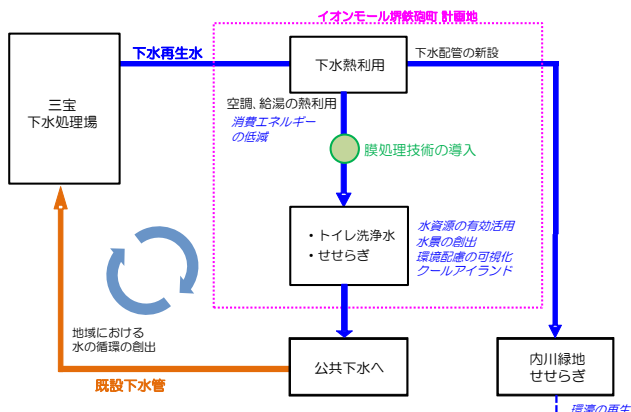 イオンモール堺鉄砲町 計画地
下水再生水
下水熱利用
下水配管の新設
三宝
下水処理場
空調、給湯の熱利用
消費エネルギー
の低減
膜処理技術の導入
・トイレ洗浄水
・せせらぎ
水資源の有効活用
水景の創出
環境配慮の可視化
クールアイランド
地域における
水の循環の創出
公共下水へ
内川緑地
せせらぎ
既設下水管
環濠の再生